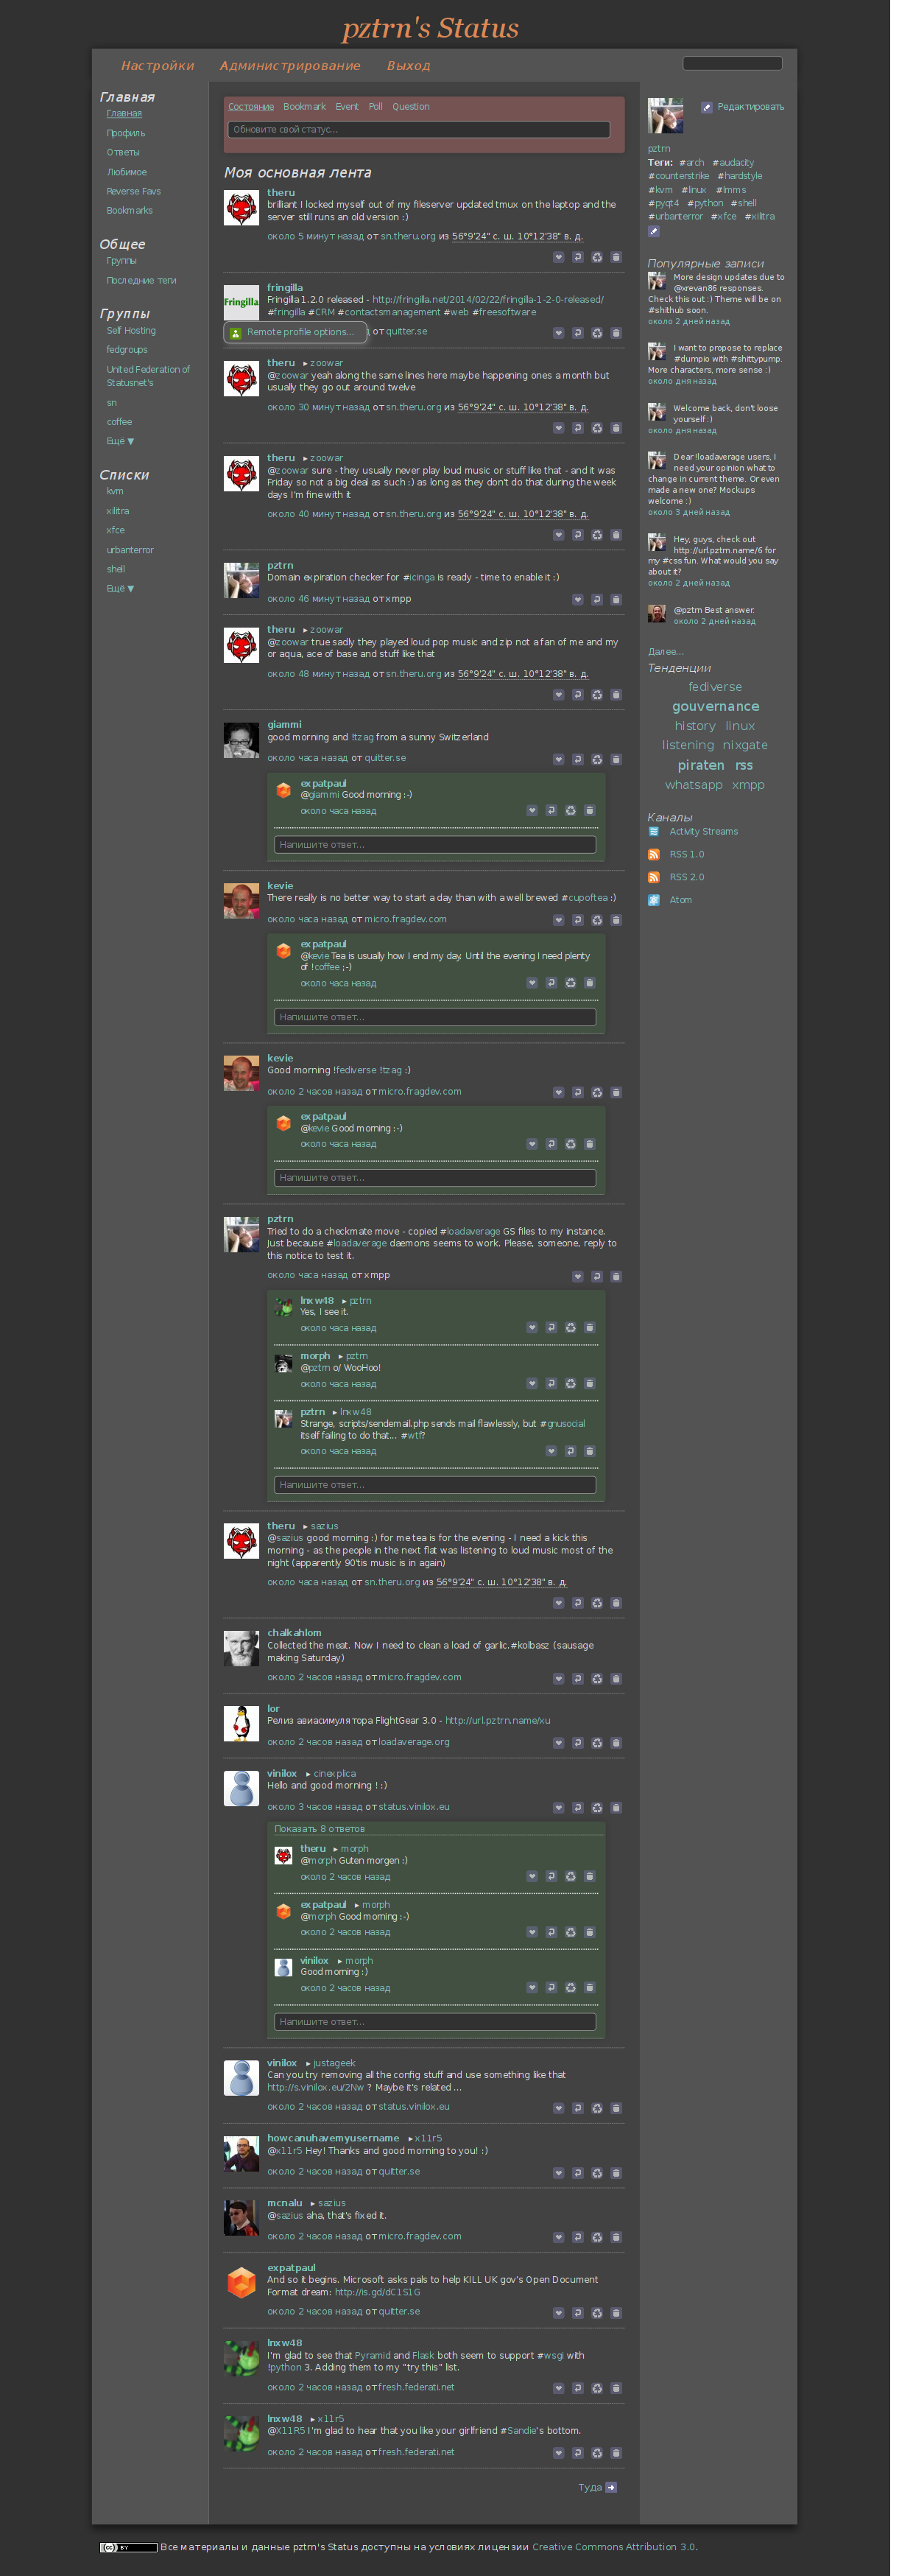 pztrn's Status
Настройки Администрирование Выход
Главная
Главная
Профиль
Ответы
Любимое
Reverse Favs
Bookmarks
Общее
Группы
Последние теги
Группы
Self Hosting
fedgroups
United Federation of
Statusnet's
sn
coffee
Ещё ▼
Списки
kvm
xilitra
xfce
urbanterror
shell
Ещё ▼
Состояние Bookmark Event Poll Question
Обновите свой статус...
Моя основная лента
theru
brilliant I locked myself out of my fileserver updated tmux on the laptop and the
server still runs an old version :)
около 5 минут назад от sn.theru.org из 56°9'24" с. ш. 10°12'38" в. д.
fringilla
Fringilla 1.2.0 released - http://fringilla.net/2014/02/22/fringilla-1-2-0-released/
#fringilla #CRM #contactsmanagement #web #freesoftware
Remote profile options... от quitter.se
theru ▸ zoowar
@zoowar yeah along the same lines here maybe happening ones a month but
usually they go out around twelve
около 30 минут назад от sn.theru.org из 56°9'24" с. ш. 10°12'38" в. д.
theru ▸ zoowar
@zoowar sure - they usually never play loud music or stuff like that - and it was
Friday so not a big deal as such :) as long as they don't do that during the week
days I'm fine with it
около 40 минут назад от sn.theru.org из 56°9'24" с. ш. 10°12'38" в. д.
pztrn
Domain expiration checker for #icinga is ready - time to enable it :)
около 46 минут назад от xmpp
theru ▸ zoowar
@zoowar true sadly they played loud pop music and zip not a fan of me and my
or aqua, ace of base and stuff like that
около 48 минут назад от sn.theru.org из 56°9'24" с. ш. 10°12'38" в. д.
giammi
good morning and !tzag from a sunny Switzerland
около часа назад от quitter.se
expatpaul
@giammi Good morning :-)
около часа назад
Напишите ответ...
kevie
There really is no better way to start a day than with a well brewed #cupoftea :)
около часа назад от micro.fragdev.com
expatpaul
@kevie Tea is usually how I end my day. Until the evening I need plenty
of !coffee ;-)
около часа назад
Напишите ответ...
kevie
Good morning !fediverse !tzag :)
около 2 часов назад от micro.fragdev.com
expatpaul
@kevie Good morning :-)
около часа назад
Напишите ответ...
pztrn
Tried to do a checkmate move - copied #loadaverage GS files to my instance.
Just because #loadaverage daemons seems to work. Please, someone, reply to
this notice to test it.
около часа назад от xmpp
lnxw48 ▸ pztrn
Yes, I see it.
около часа назад
morph ▸ pztrn
@pztrn o/ WooHoo!
около часа назад
pztrn ▸ lnxw48
Strange, scripts/sendemail.php sends mail flawlessly, but #gnusocial
itself failing to do that... #wtf?
около часа назад
Напишите ответ...
theru ▸ sazius
@sazius good morning :) for me tea is for the evening - I need a kick this
morning - as the people in the next flat was listening to loud music most of the
night (apparently 90'tis music is in again)
около часа назад от sn.theru.org из 56°9'24" с. ш. 10°12'38" в. д.
chalkahlom
Collected the meat. Now I need to clean a load of garlic.#kolbasz (sausage
making Saturday)
около 2 часов назад от micro.fragdev.com
lor
Релиз авиасимулятора FlightGear 3.0 - http://url.pztrn.name/xu
около 2 часов назад от loadaverage.org
vinilox ▸ cinexplica
Hello and good morning ! :)
около 3 часов назад от status.vinilox.eu
Показать 8 ответов
theru ▸ morph
@morph Guten morgen :)
около 2 часов назад
expatpaul ▸ morph
@morph Good morning :-)
около 2 часов назад
vinilox ▸ morph
Good morning :)
около 2 часов назад
Напишите ответ...
vinilox ▸ justageek
Can you try removing all the config stuff and use something like that
http://s.vinilox.eu/2Nw ? Maybe it's related ...
около 2 часов назад от status.vinilox.eu
howcanuhavemyusername ▸ x11r5
@x11r5 Hey! Thanks and good morning to you! :)
около 2 часов назад от quitter.se
mcnalu ▸ sazius
@sazius aha, that's fixed it.
около 2 часов назад от micro.fragdev.com
expatpaul
And so it begins. Microsoft asks pals to help KILL UK gov's Open Document
Format dream: http://is.gd/dC1S1G
около 2 часов назад от quitter.se
lnxw48
I'm glad to see that Pyramid and Flask both seem to support #wsgi with
!python 3. Adding them to my "try this" list.
около 2 часов назад от fresh.federati.net
lnxw48 ▸ x11r5
@X11R5 I'm glad to hear that you like your girlfriend #Sandie's bottom.
около 2 часов назад от fresh.federati.net
Туда
Редактировать
pztrn
Теги: #arch #audacity
#counterstrike #hardstyle
#kvm #linux #lmms
#pyqt4 #python #shell
#urbanterror #xfce #xilitra
Популярные записи
More design updates due to
@xrevan86 responses.
Check this out :) Theme will be on
#shithub soon.
около 2 дней назад
I want to propose to replace
#dumpio with #shittypump.
More characters, more sense :)
около дня назад
Welcome back, don't loose
yourself :)
около дня назад
Dear !loadaverage users, I
need your opinion what to
change in current theme. Or even
made a new one? Mockups
welcome :)
около 3 дней назад
Hey, guys, check out
http://url.pztrn.name/6 for
my #css fun. What would you say
about it?
около 2 дней назад
@pztrn Best answer.
около 2 дней назад
Далее...
Тенденции
fediverse
gouvernance
history linux
listening nixgate
piraten rss
whatsapp xmpp
Каналы
Activity Streams
RSS 1.0
RSS 2.0
Atom
(cc) BY Все материалы и данные pztrn's Status доступны на условиях лицензии Creative Commons Attribution 3.0.